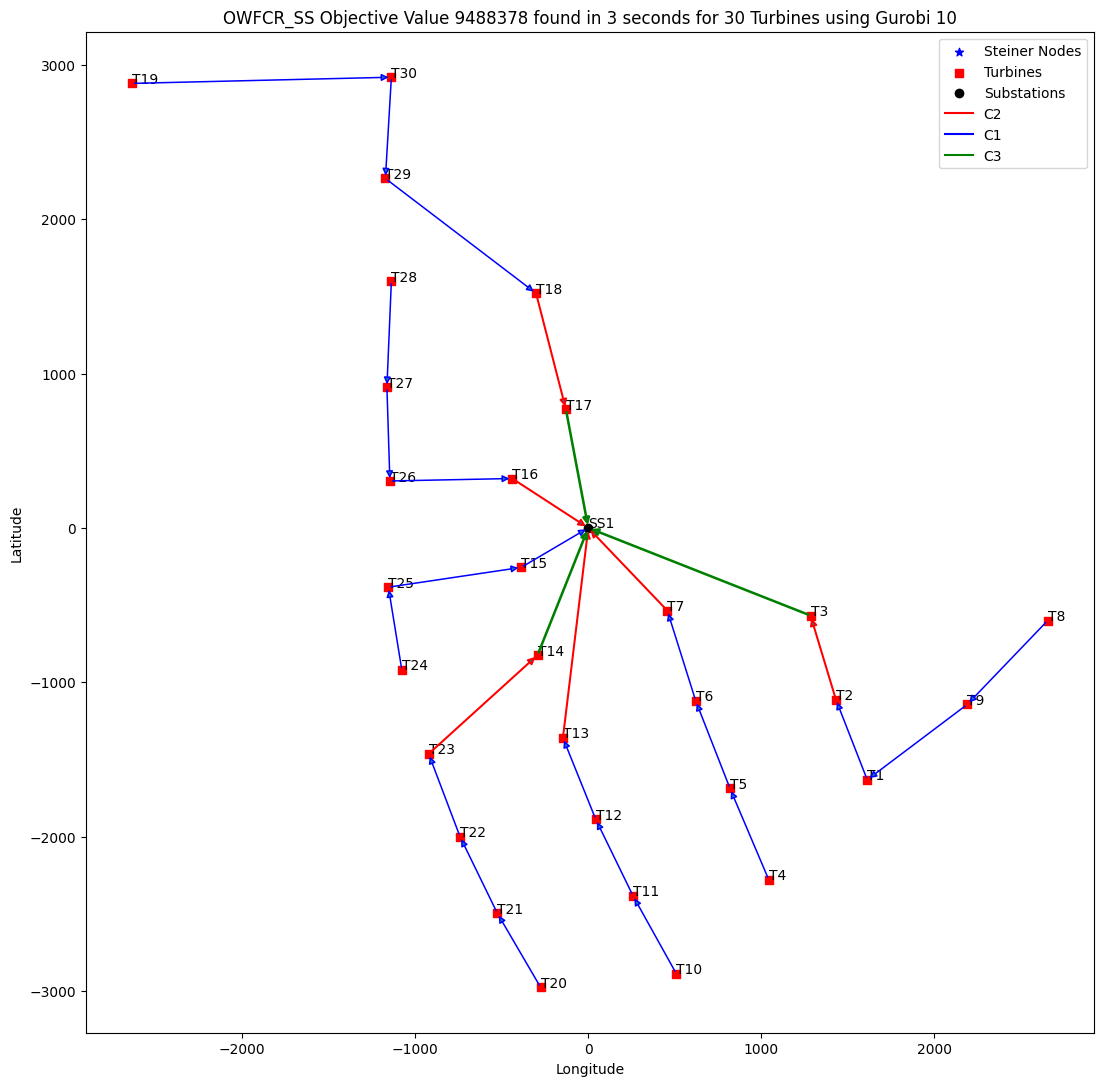 OWFCR_SS Objective Value 9488378 found in 3 seconds for 30 Turbines using Gurobi 10
Steiner Nodes
Turbines
Substations
C2
C1
C3
T19
T30
T29
T28
T18
T27
T17
T26
T16
SS1
T15
T25
T7
T3
T8
T14
T24
T6
T2
T9
T23
T13
T5
T1
T22
T12
T4
T21
T11
T20
T10
3000
2000
1000
0
−1000
−2000
−3000
Latitude
−2000
−1000
0
1000
2000
Longitude